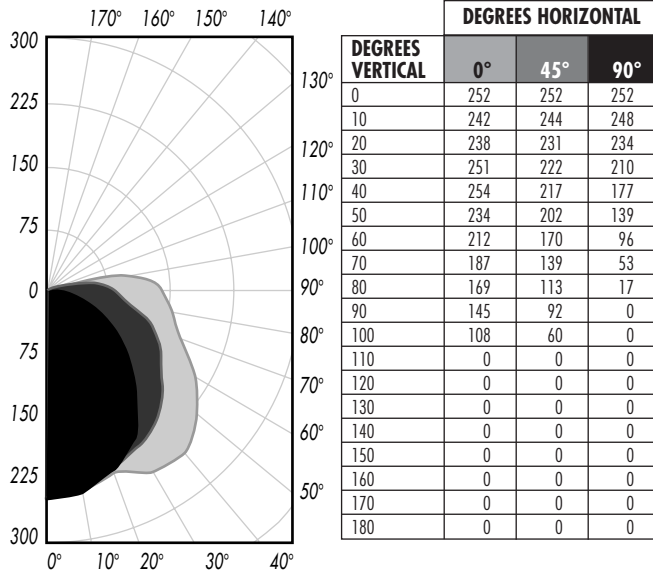 170° 160° 150° 140°
300
225
150
75
0
75
150
225
300
130°
120°
110°
100°
90°
80°
70°
60°
50°
0° 10° 20° 30° 40°
DEGREES HORIZONTAL
DEGREES
VERTICAL 0° 45° 90°
0 252 252 252
10 242 244 248
20 238 231 234
30 251 222 210
40 254 217 177
50 234 202 139
60 212 170 96
70 187 139 53
80 169 113 17
90 145 92 0
100 108 60 0
110 0 0 0
120 0 0 0
130 0 0 0
140 0 0 0
150 0 0 0
160 0 0 0
170 0 0 0
180 0 0 0